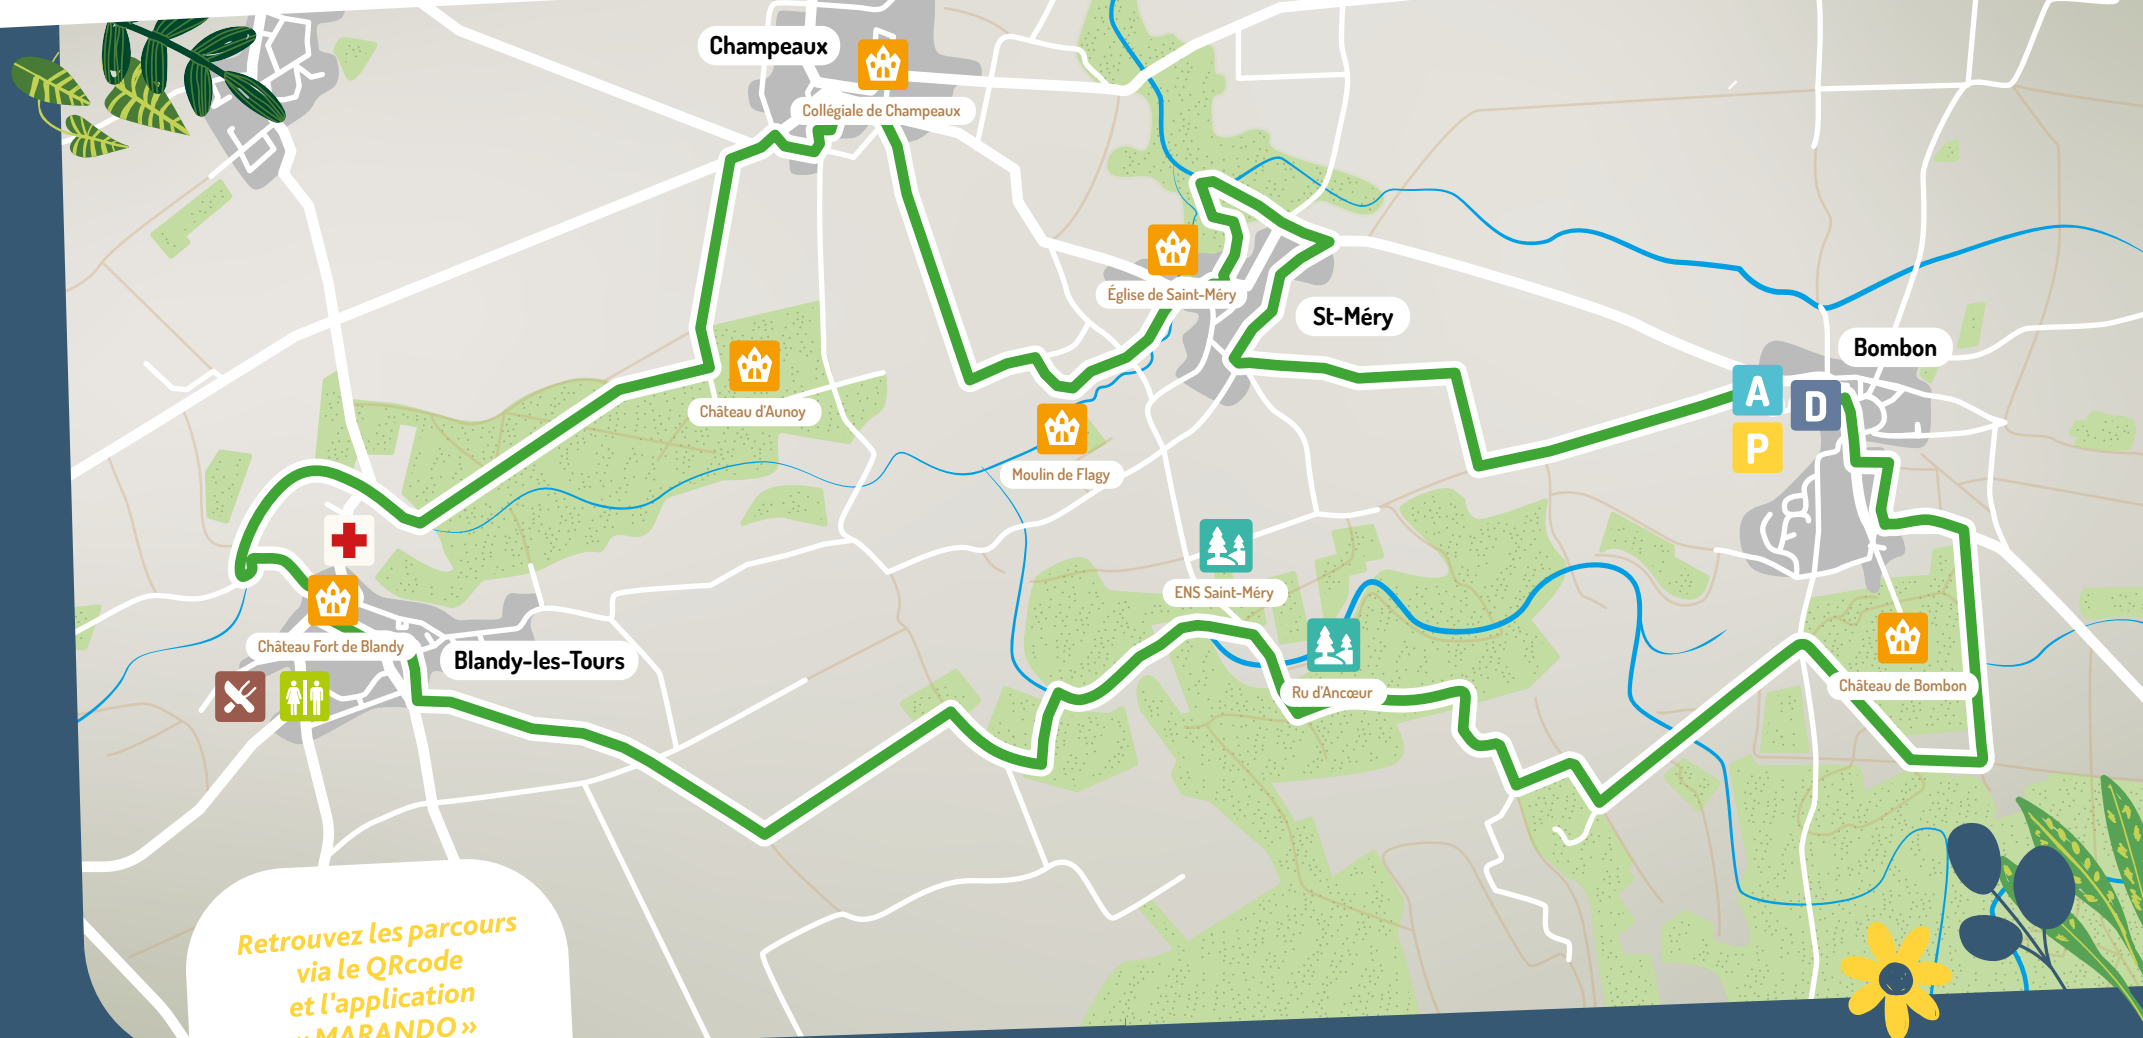 Champeaux
Collégiale de Champeaux
Église de Saint-Méry
St-Méry
Bombon
A
D
P
Château d'Aunoy
Moulin de Flagy
ENS Saint-Méry
Ru d'Ancœur
Château de Bombon
Château Fort de Blandy
Blandy-les-Tours
Retrouvez les parcours
via le QRcode
et l'application
« MARANDO »